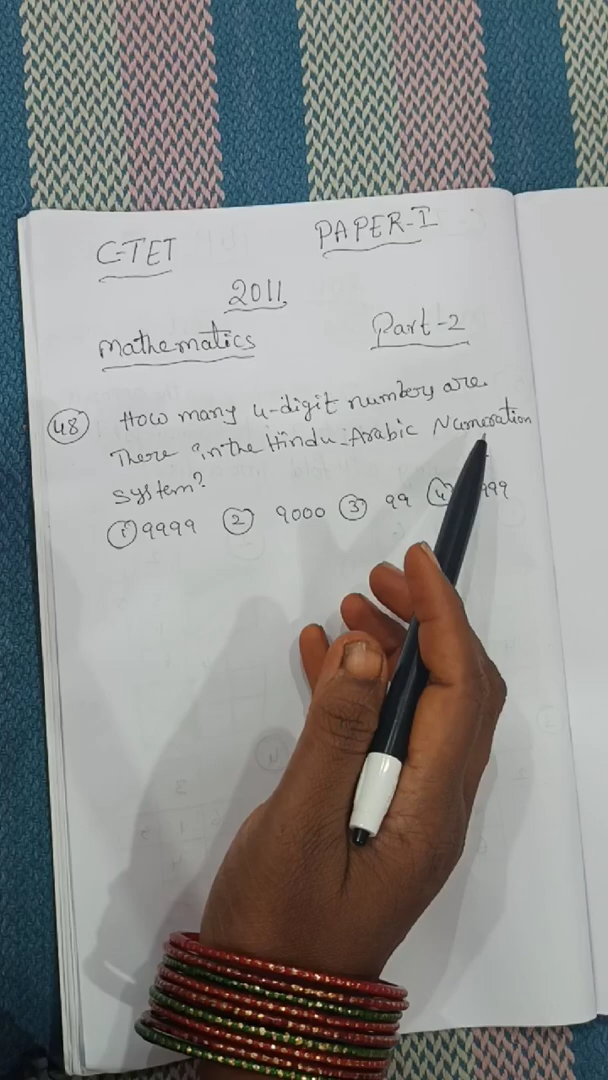 C-TET PAPER-I
2011
Mathematics Part-2
48 How many 4-digit numbers are
There in the Hindu-Arabic Numeration
system?
1 9999 2 9000 3 99 4